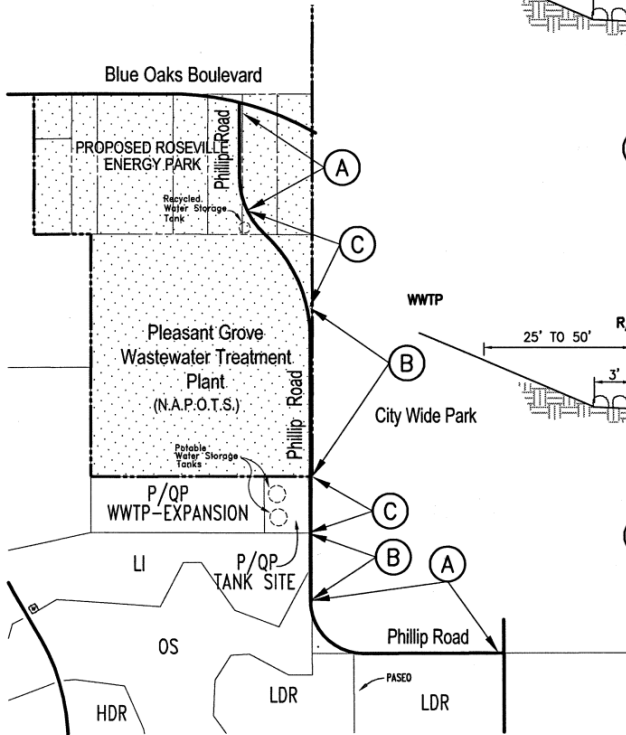 Blue Oaks Boulevard
PROPOSED ROSEVILLE
ENERGY PARK
Phillip Road
A
Recycled
Water Storage
Tank
C
WWTP
25' TO 50'
3'
Pleasant Grove
Wastewater Treatment
Plant
(N.A.P.O.T.S.)
Phillip Road
B
City Wide Park
Potable
Water Storage
Tanks
P/QP
WWTP-EXPANSION
C
B
A
LI
P/QP
TANK SITE
OS
Phillip Road
PASEO
LDR
LDR
HDR